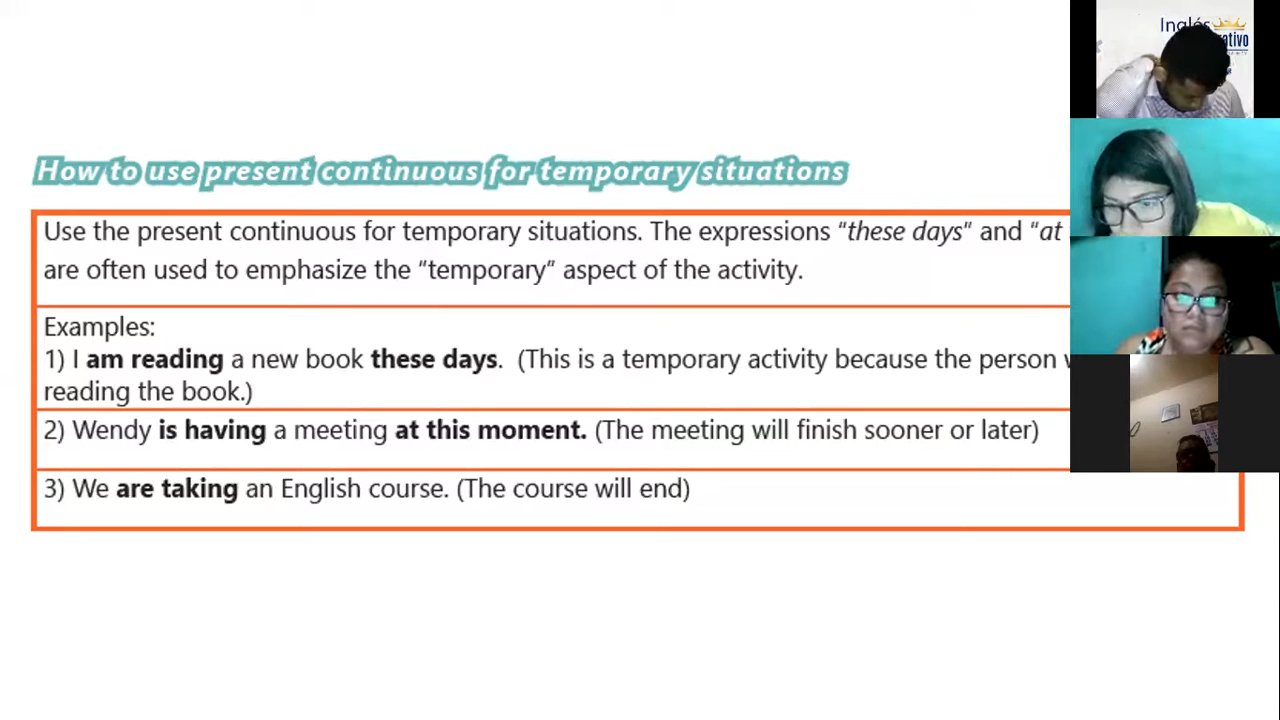 How to use present continuous for temporary situations
Use the present continuous for temporary situations. The expressions “these days” and “at
are often used to emphasize the “temporary” aspect of the activity.
Examples:
1) I am reading a new book these days. (This is a temporary activity because the person
reading the book.)
2) Wendy is having a meeting at this moment. (The meeting will finish sooner or later)
3) We are taking an English course. (The course will end)
Inglés